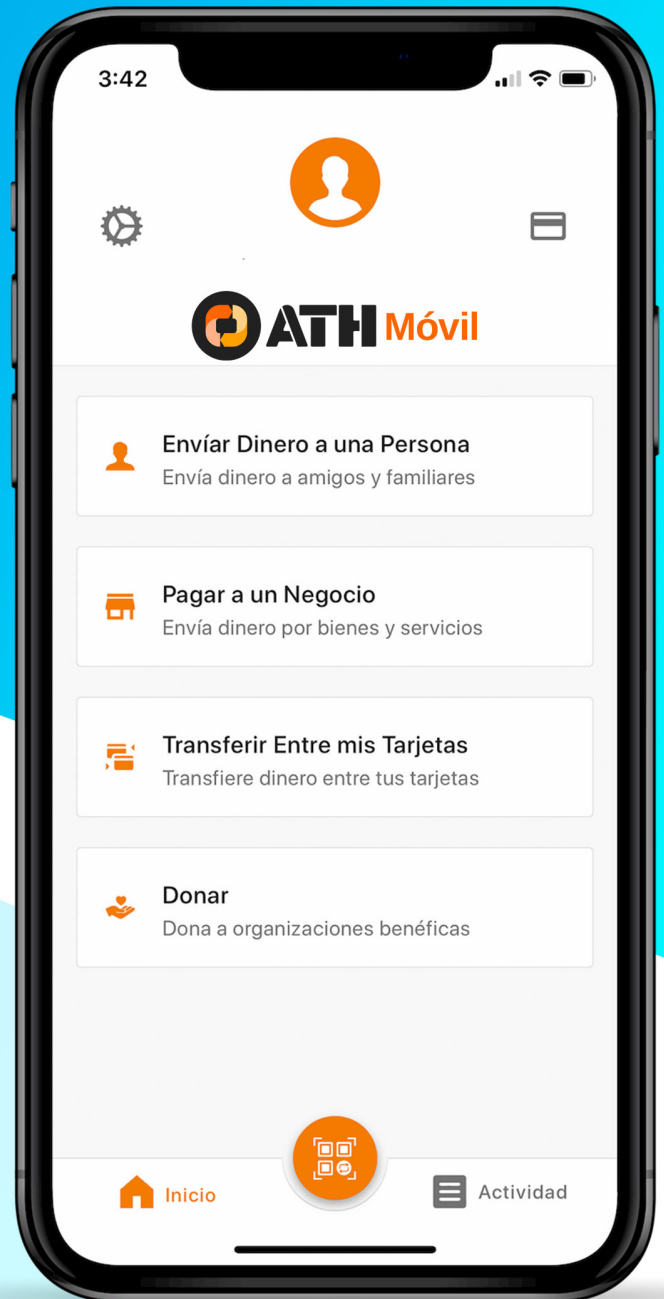 3:42
ATH Móvil
Envíar Dinero a una Persona
Envía dinero a amigos y familiares
Pagar a un Negocio
Envía dinero por bienes y servicios
Transferir Entre mis Tarjetas
Transfiere dinero entre tus tarjetas
Donar
Dona a organizaciones benéficas
Inicio
Actividad